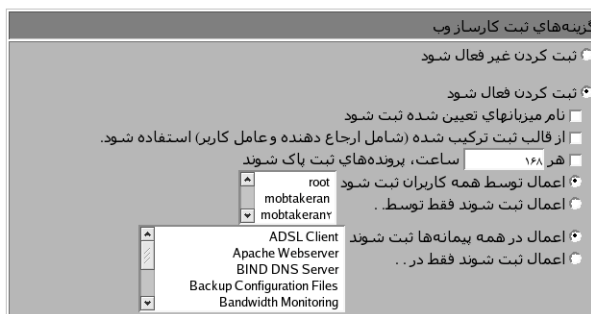 گزینه‌های ثبت کارساز وب
ثبت کردن غیر فعال شود
ثبت کردن فعال شود
نام میزبانهای تعیین شده ثبت شود
از قالب ثبت ترکیب شده (شامل ارجاع دهنده و عامل کاربر) استفاده شود.
هر ۱۶۸ ساعت، پرونده‌های ثبت پاک شوند
اعمال توسط همه کاربران ثبت شود
اعمال ثبت شوند فقط توسط. .
root
mobtakeran
mobtakeran۲
اعمال در همه پیمانه‌ها ثبت شوند
اعمال ثبت شوند فقط در . .
ADSL Client
Apache Webserver
BIND DNS Server
Backup Configuration Files
Bandwidth Monitoring